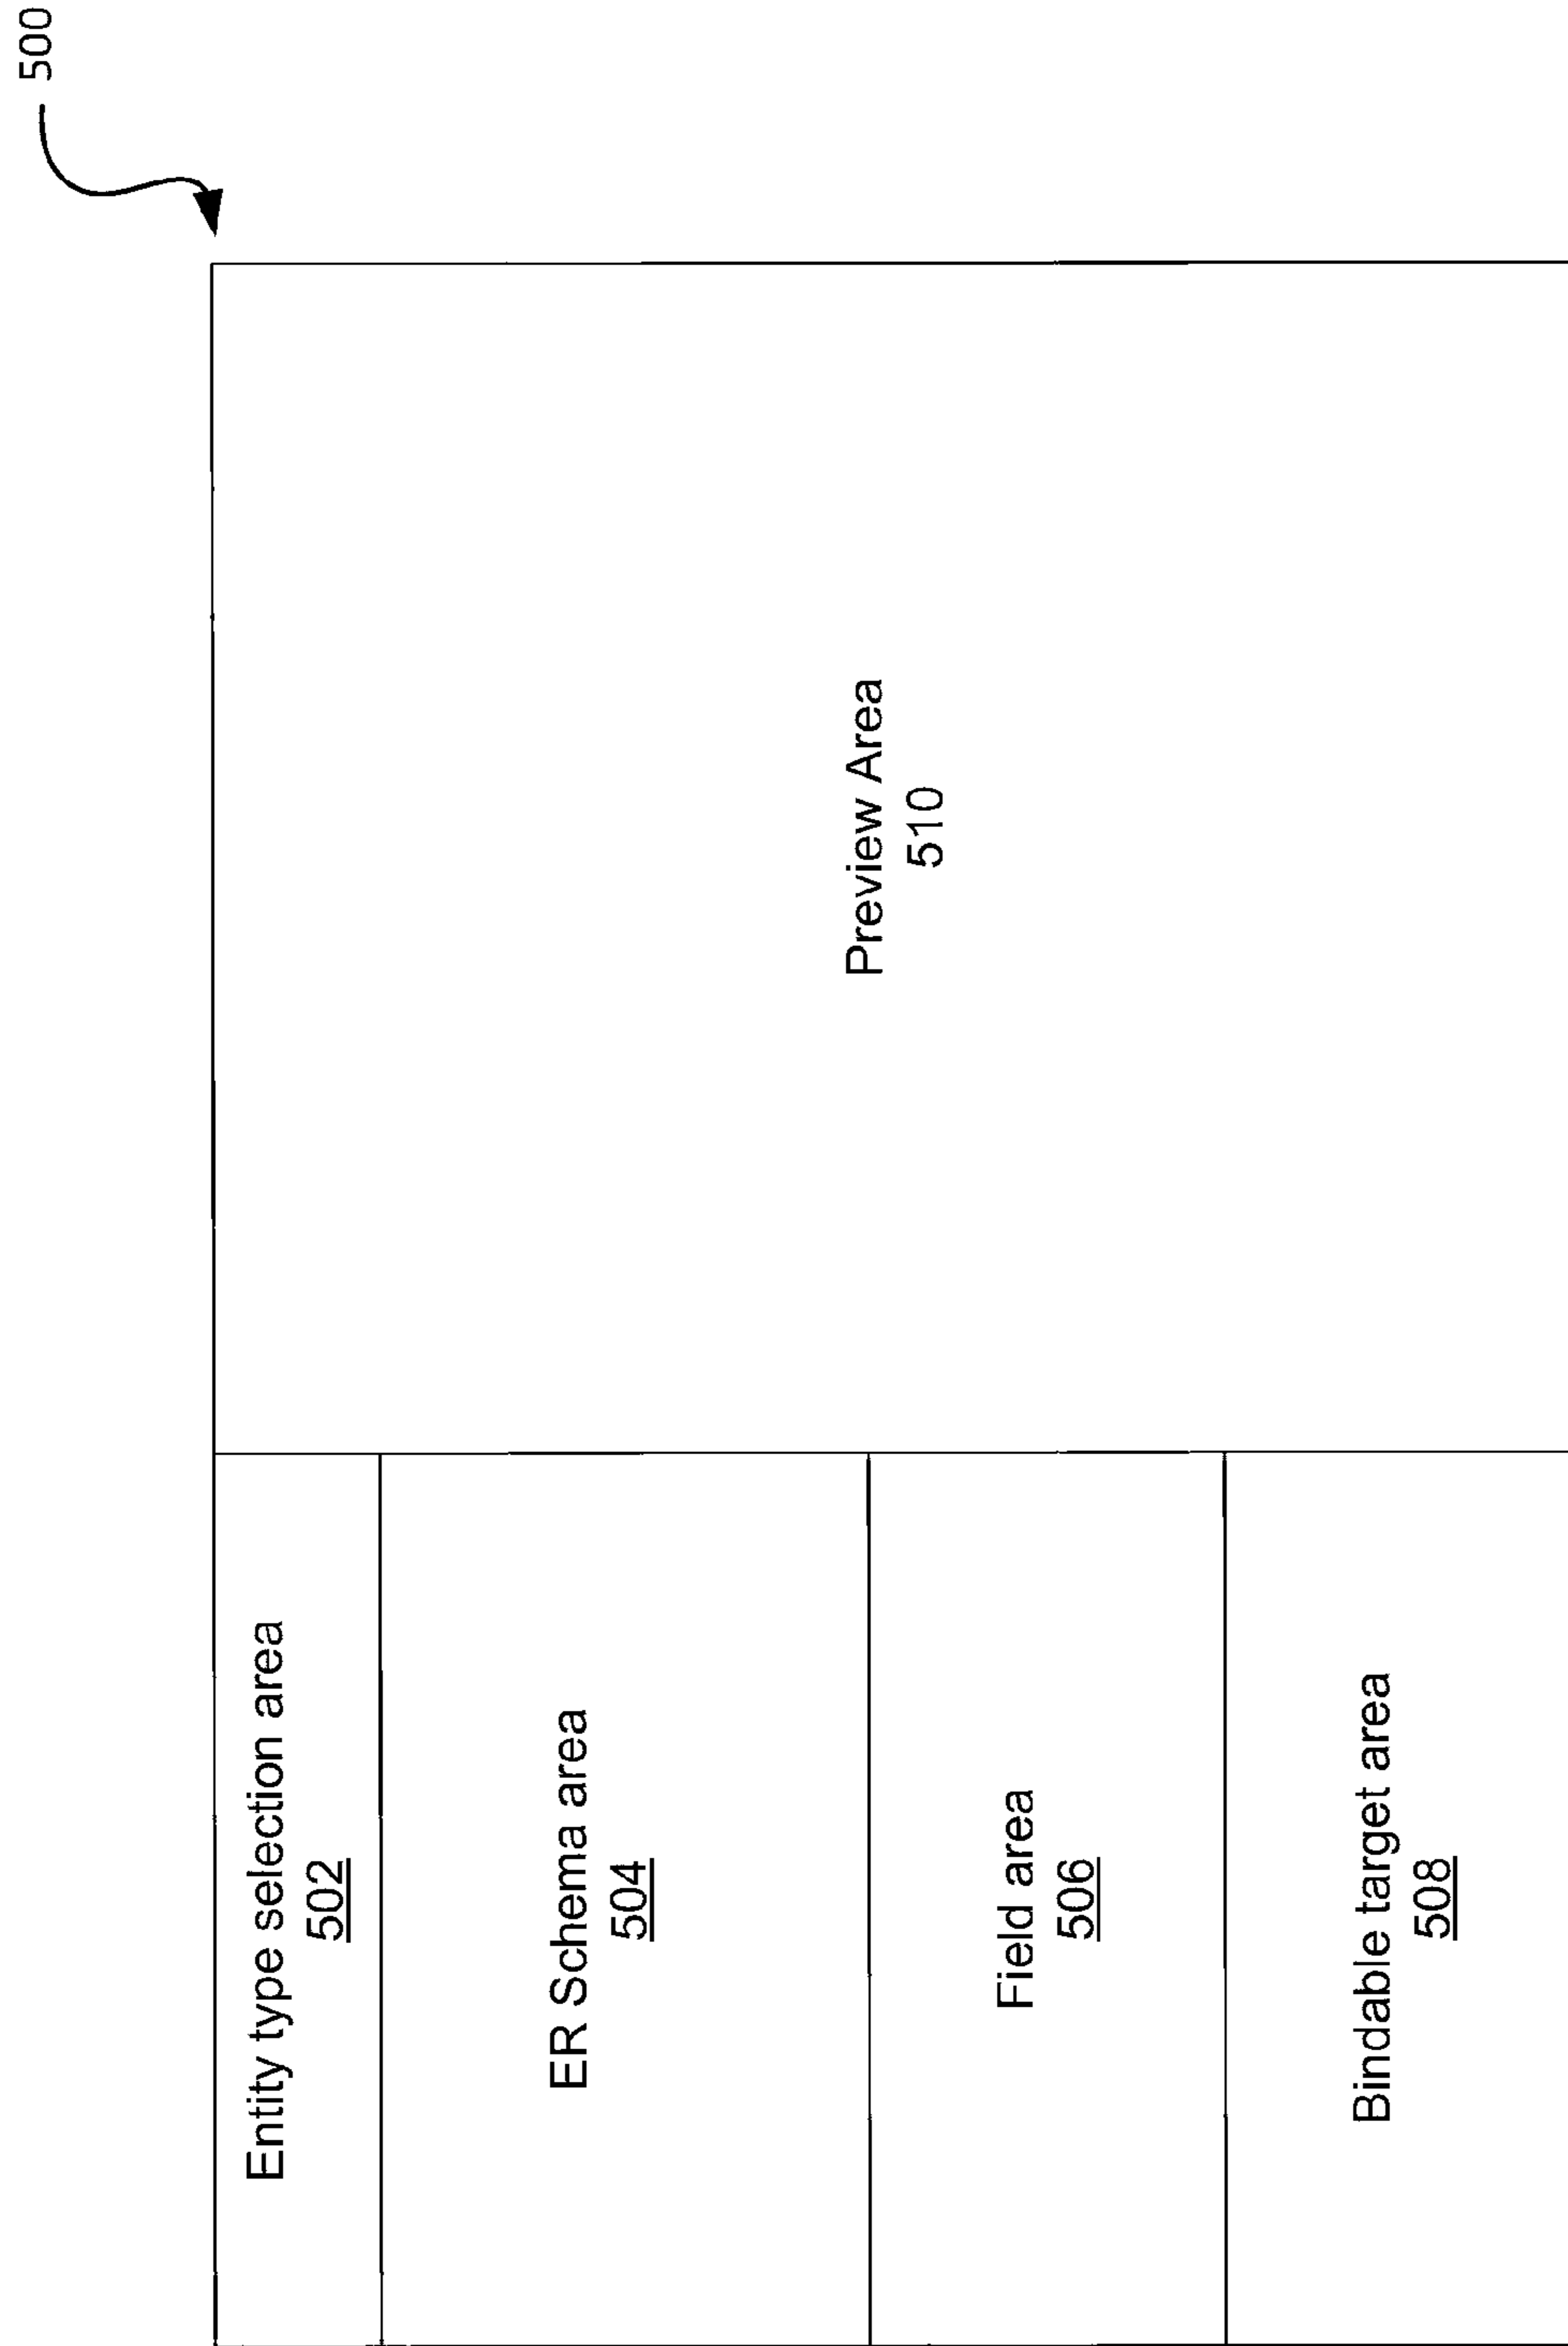 500
Entity type selection area
502
ER Schema area
504
Field area
506
Bindable target area
508
Preview Area
510